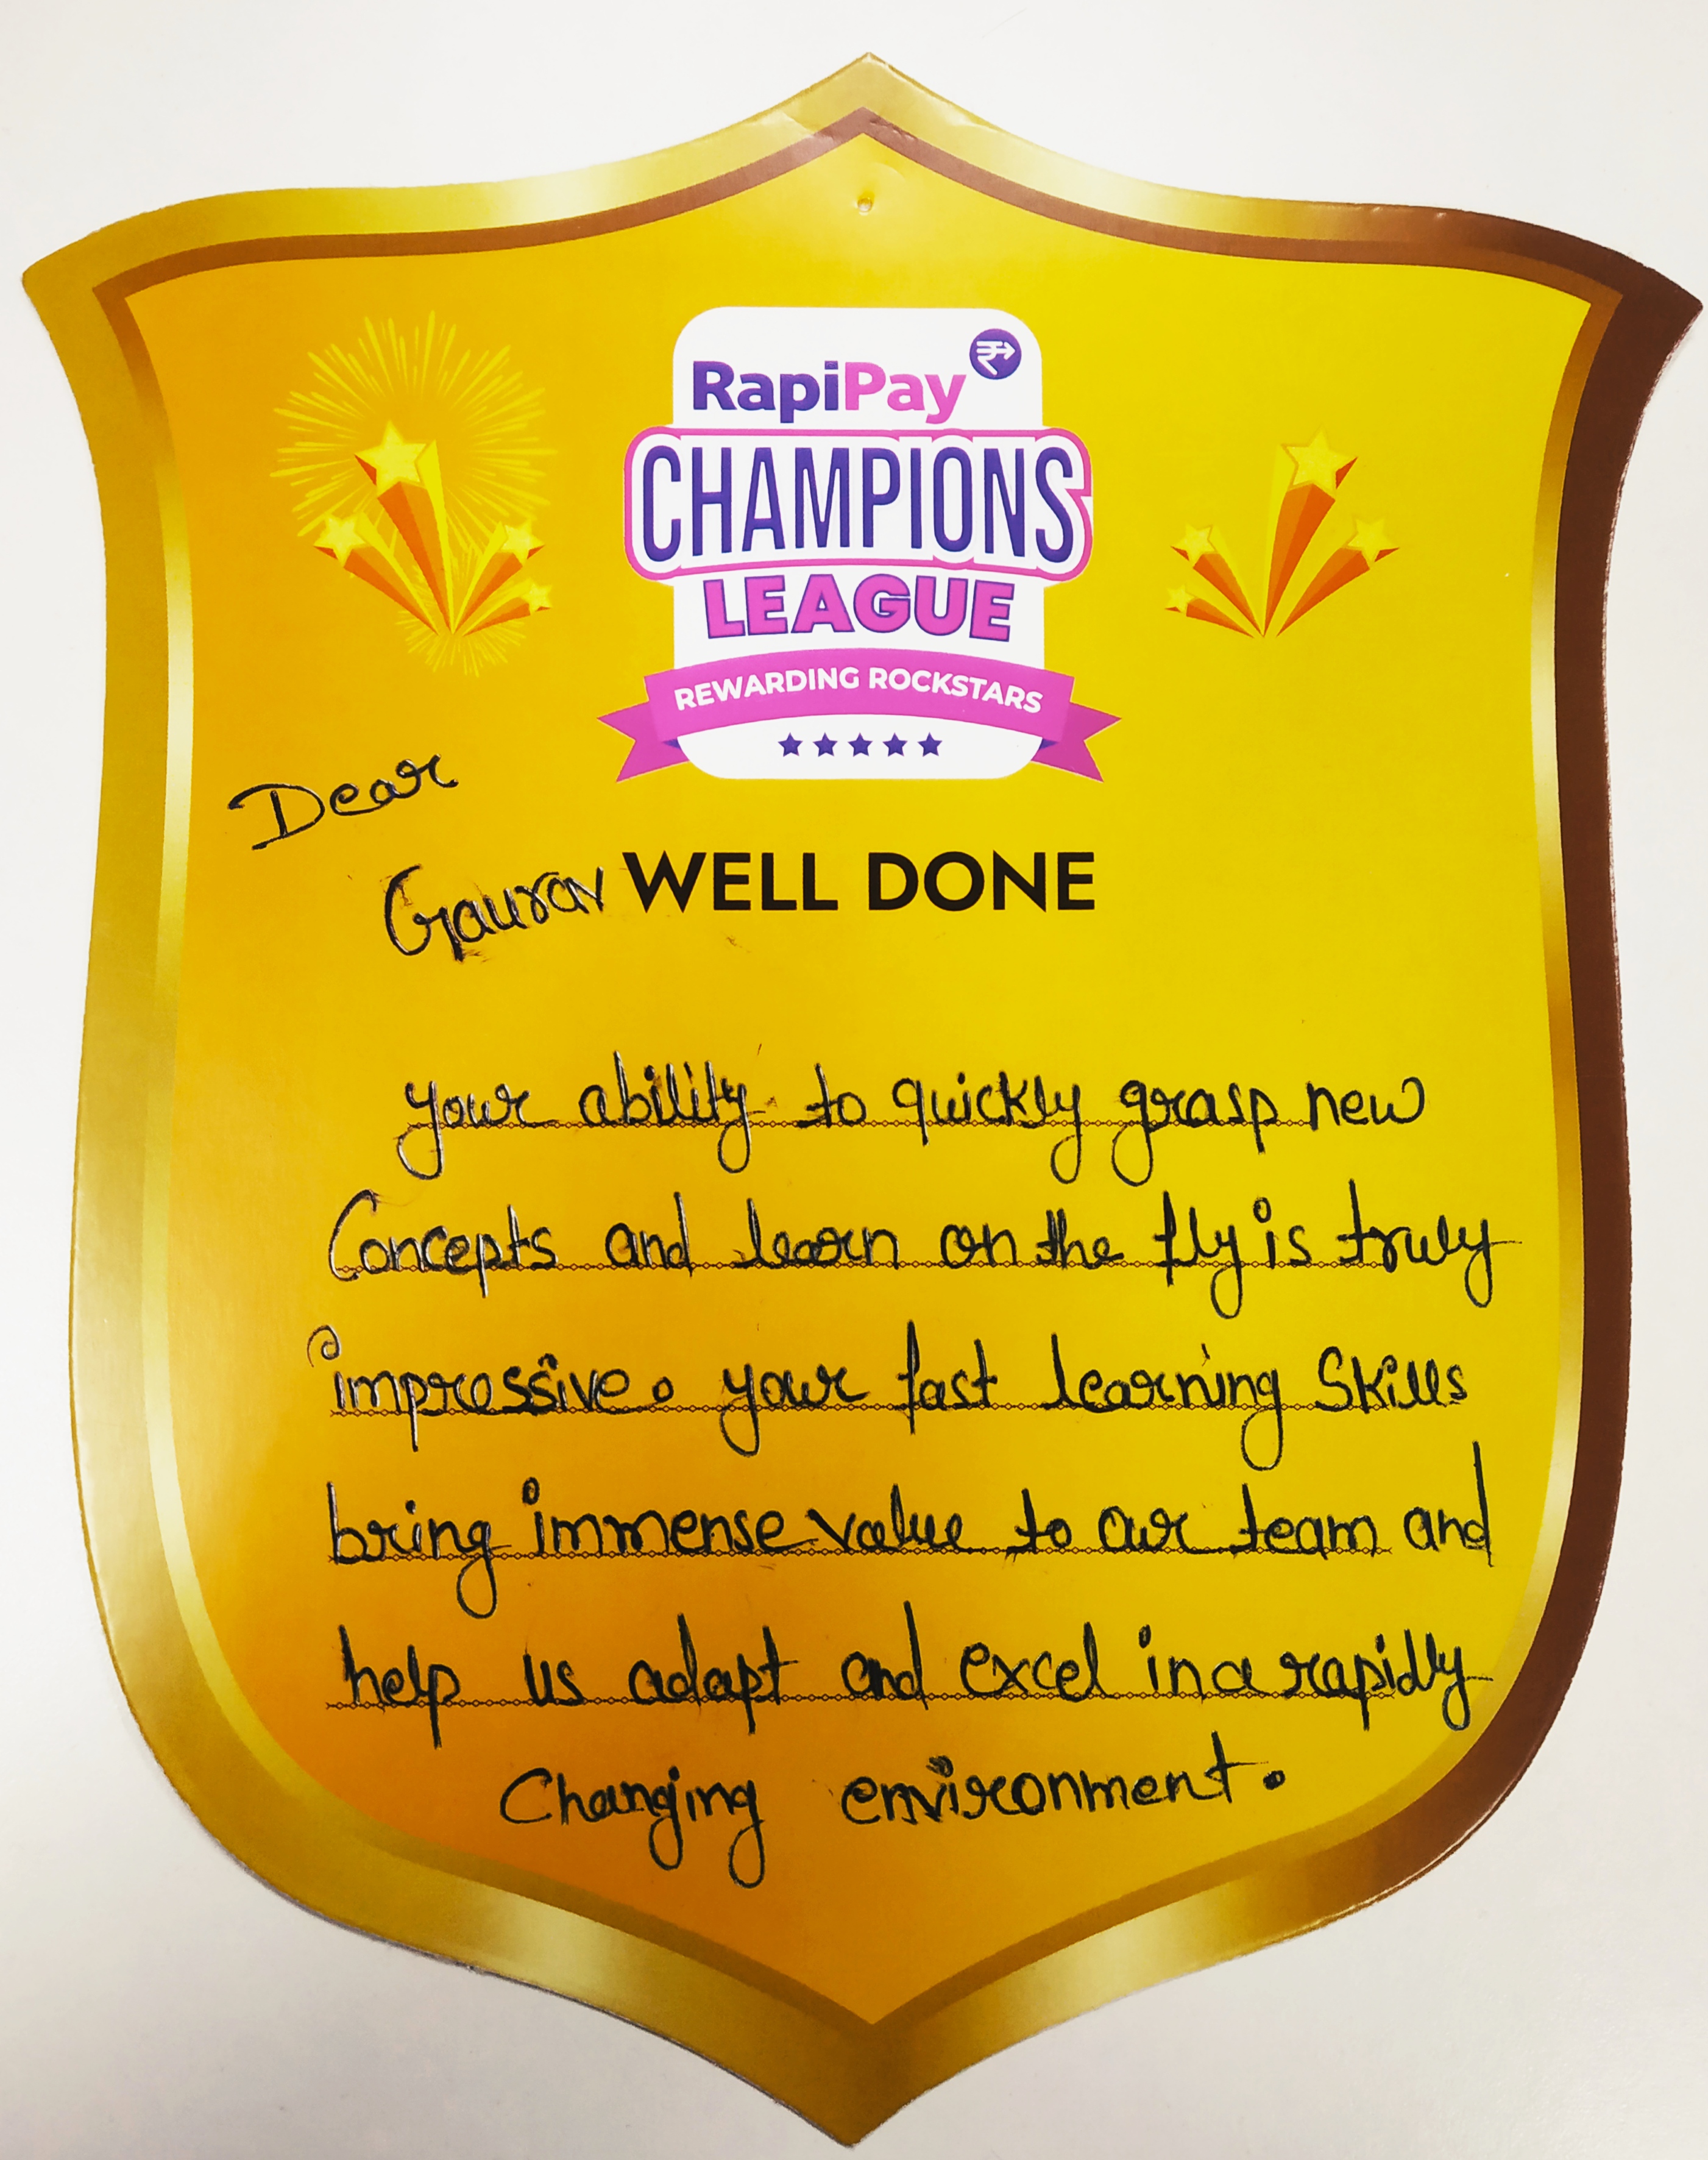 RapiPay
CHAMPIONS
LEAGUE
REWARDING ROCKSTARS
Dear
Gaurav WELL DONE
your ability to quickly grasp new
Concepts and learn on the fly is truly
impressive. your fast learning Skills
bring immense value to our team and
help us adapt and excel in a rapidly
Changing environment.